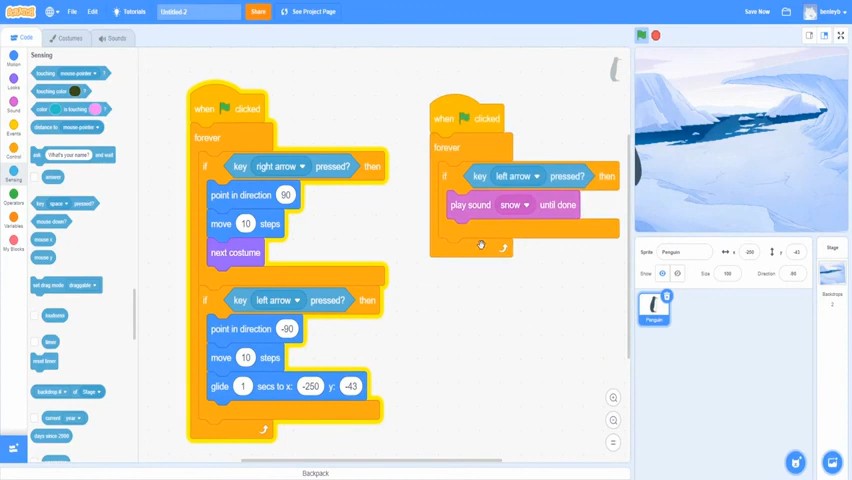 SCRATCH
File
Edit
Tutorials
Untitled-2
Share
See Project Page
Save Now
benleyb
Code
Costumes
Sounds
Motion
Looks
Sound
Events
Control
Sensing
Operators
Variables
My Blocks
Sensing
touching mouse-pointer ?
touching color ?
color is touching ?
distance to mouse-pointer
ask What's your name? and wait
answer
key space pressed?
mouse down?
mouse x
mouse y
set drag mode draggable
loudness
timer
reset timer
backdrop # of Stage
current year
days since 2000
when clicked
forever
if key right arrow pressed? then
point in direction 90
move 10 steps
next costume
if key left arrow pressed? then
point in direction -90
move 10 steps
glide 1 secs to x: -250 y: -43
when clicked
forever
if key left arrow pressed? then
play sound snow until done
Backpack
Sprite Penguin x -250 y -43
Show Size 100 Direction -90
Penguin
Stage
Backdrops
2